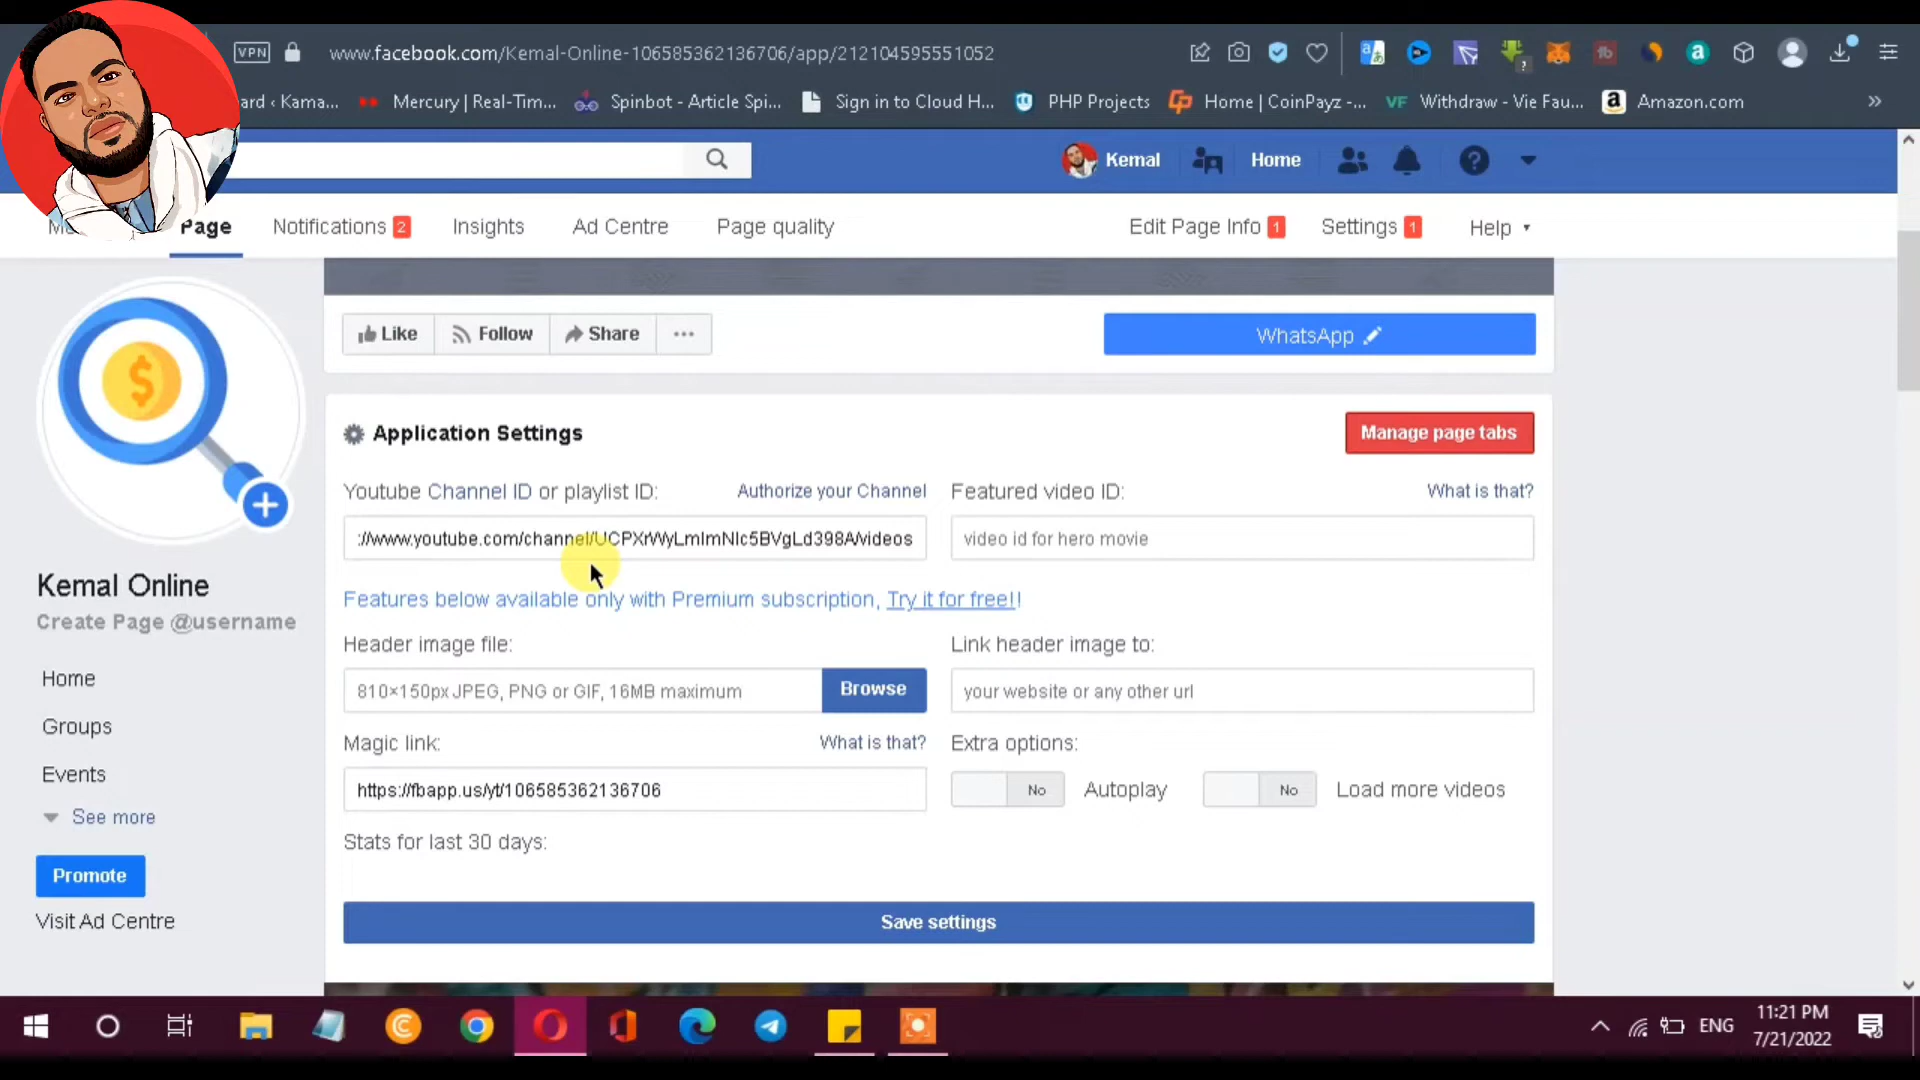 VPN
www.facebook.com/Kemal-Online-106585362136706/app/212104595551052
ard ‹ Kama... Mercury | Real-Tim... Spinbot - Article Spi... Sign in to Cloud H... PHP Projects Home | CoinPayz -... VF Withdraw - Vie Fau... Amazon.com »
Kemal Home
Page Notifications 2 Insights Ad Centre Page quality Edit Page Info 1 Settings 1 Help
Like Follow Share ... WhatsApp
Application Settings Manage page tabs
Youtube Channel ID or playlist ID: Authorize your Channel Featured video ID: What is that?
://www.youtube.com/channel/UCPXrWyLmImNlc5BVgLd398A/videos video id for hero movie
Features below available only with Premium subscription, Try it for free!!
Header image file: Link header image to:
810×150px JPEG, PNG or GIF, 16MB maximum Browse your website or any other url
Magic link: What is that? Extra options:
https://fbapp.us/yt/106585362136706 No Autoplay No Load more videos
Stats for last 30 days:
Save settings
Kemal Online
Create Page @username
Home
Groups
Events
See more
Promote
Visit Ad Centre
ENG
11:21 PM
7/21/2022